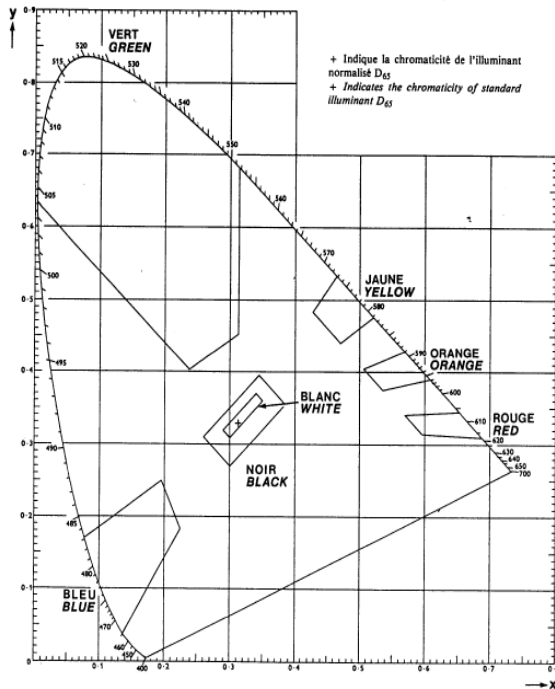 y
0·9
0·8
0·7
0·6
0·5
0·4
0·3
0·2
0·1
0
0·1
0·2
0·3
0·4
0·5
0·6
0·7
0·8
x
VERT
GREEN
+ Indique la chromaticité de l'illuminant
normalisé D65
+ Indicates the chromaticity of standard
illuminant D65
400
450
460
470
480
485
490
495
500
505
510
515
520
530
540
550
560
570
580
590
600
610
620
630
640
650
700
JAUNE
YELLOW
ORANGE
ORANGE
ROUGE
RED
BLANC
WHITE
NOIR
BLACK
BLEU
BLUE